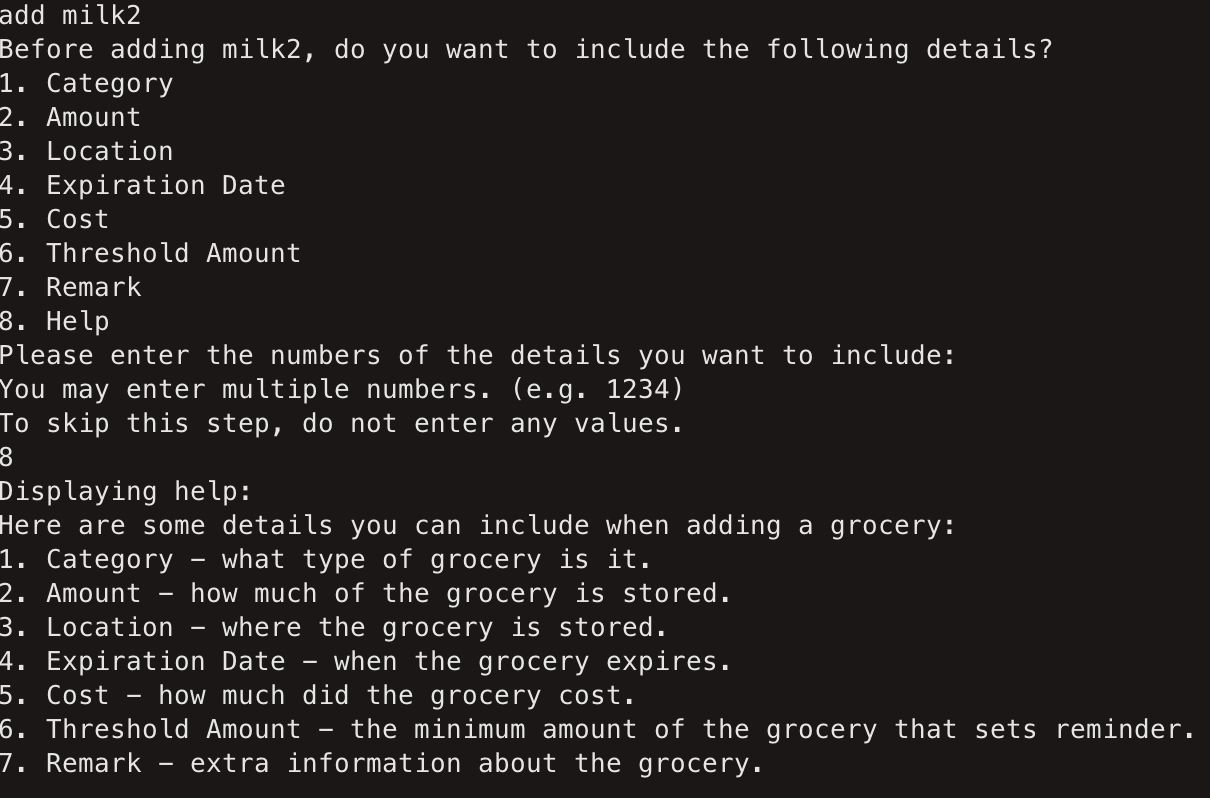 add milk2
Before adding milk2, do you want to include the following details?
1. Category
2. Amount
3. Location
4. Expiration Date
5. Cost
6. Threshold Amount
7. Remark
8. Help
Please enter the numbers of the details you want to include:
You may enter multiple numbers. (e.g. 1234)
To skip this step, do not enter any values.
8
Displaying help:
Here are some details you can include when adding a grocery:
1. Category – what type of grocery is it.
2. Amount – how much of the grocery is stored.
3. Location – where the grocery is stored.
4. Expiration Date – when the grocery expires.
5. Cost – how much did the grocery cost.
6. Threshold Amount – the minimum amount of the grocery that sets reminder.
7. Remark – extra information about the grocery.